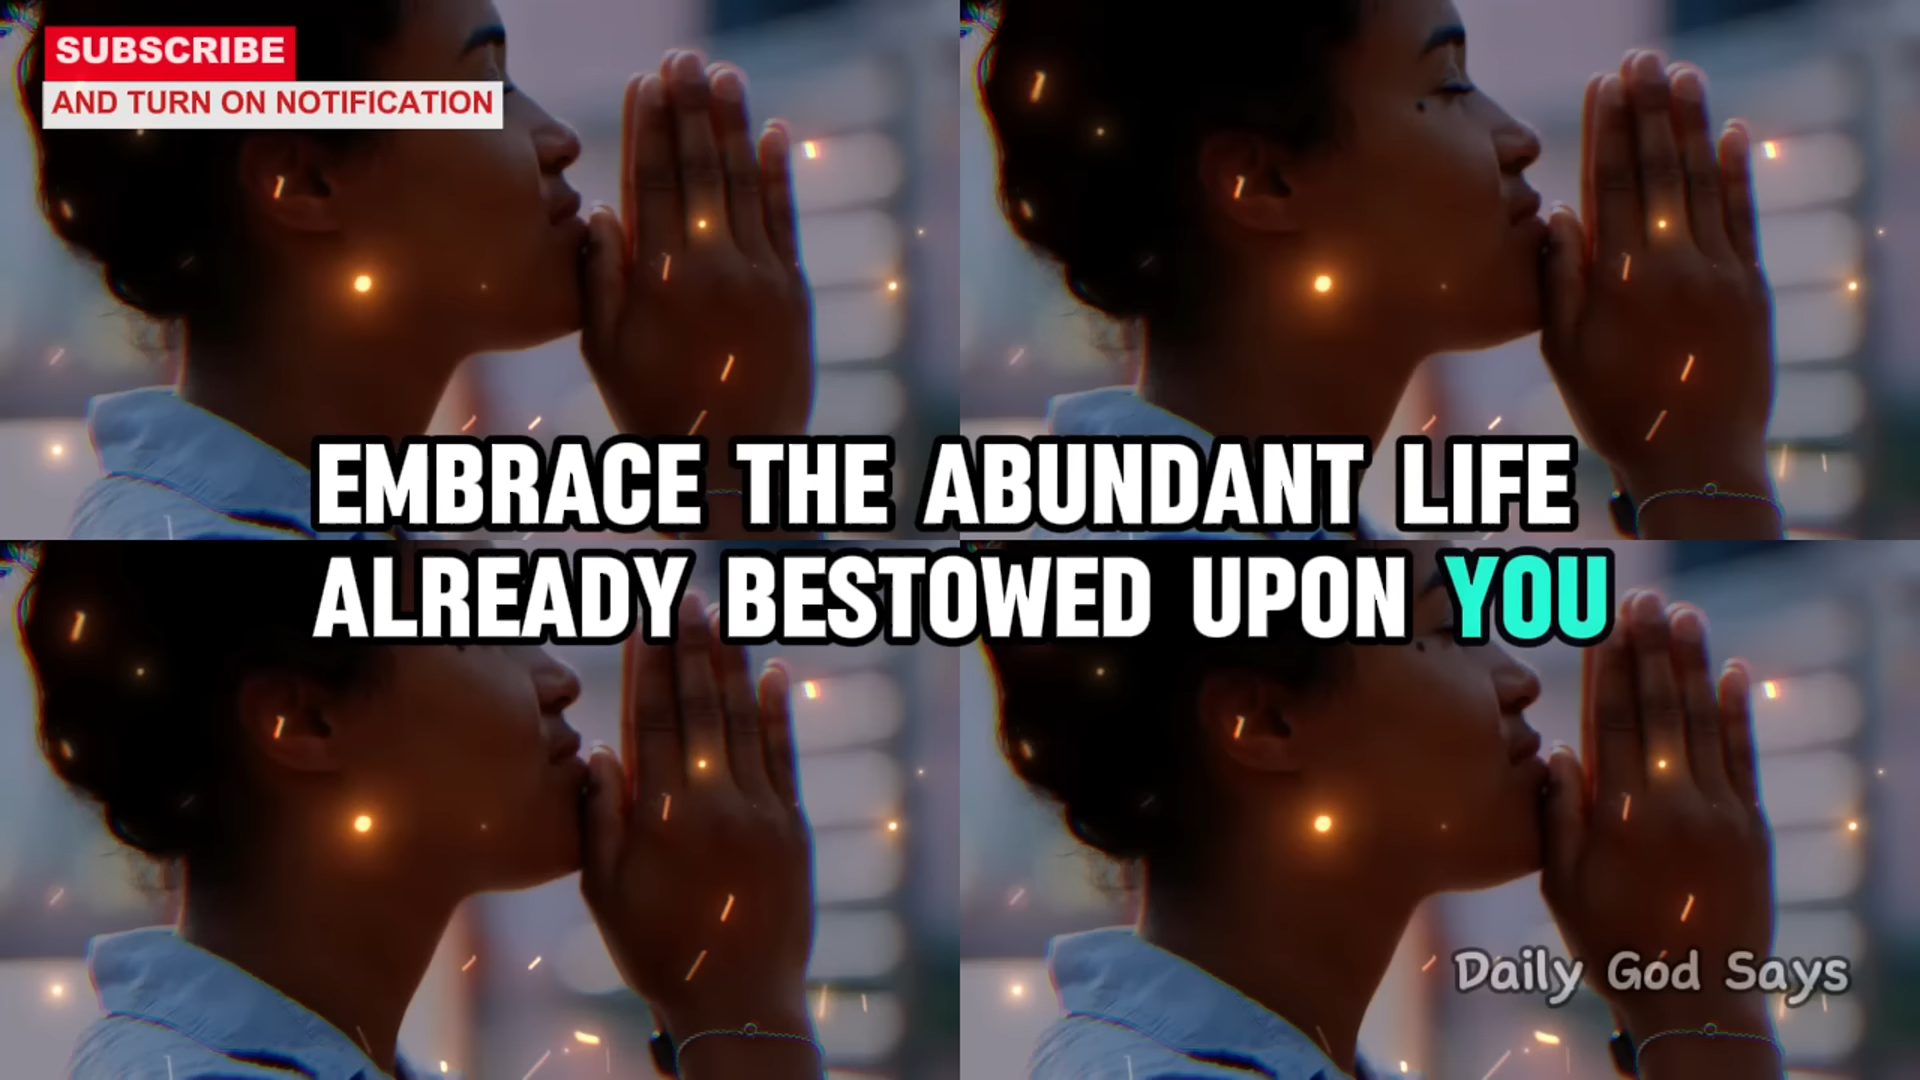 SUBSCRIBE
AND TURN ON NOTIFICATION
EMBRACE THE ABUNDANT LIFE
ALREADY BESTOWED UPON YOU
Daily God Says